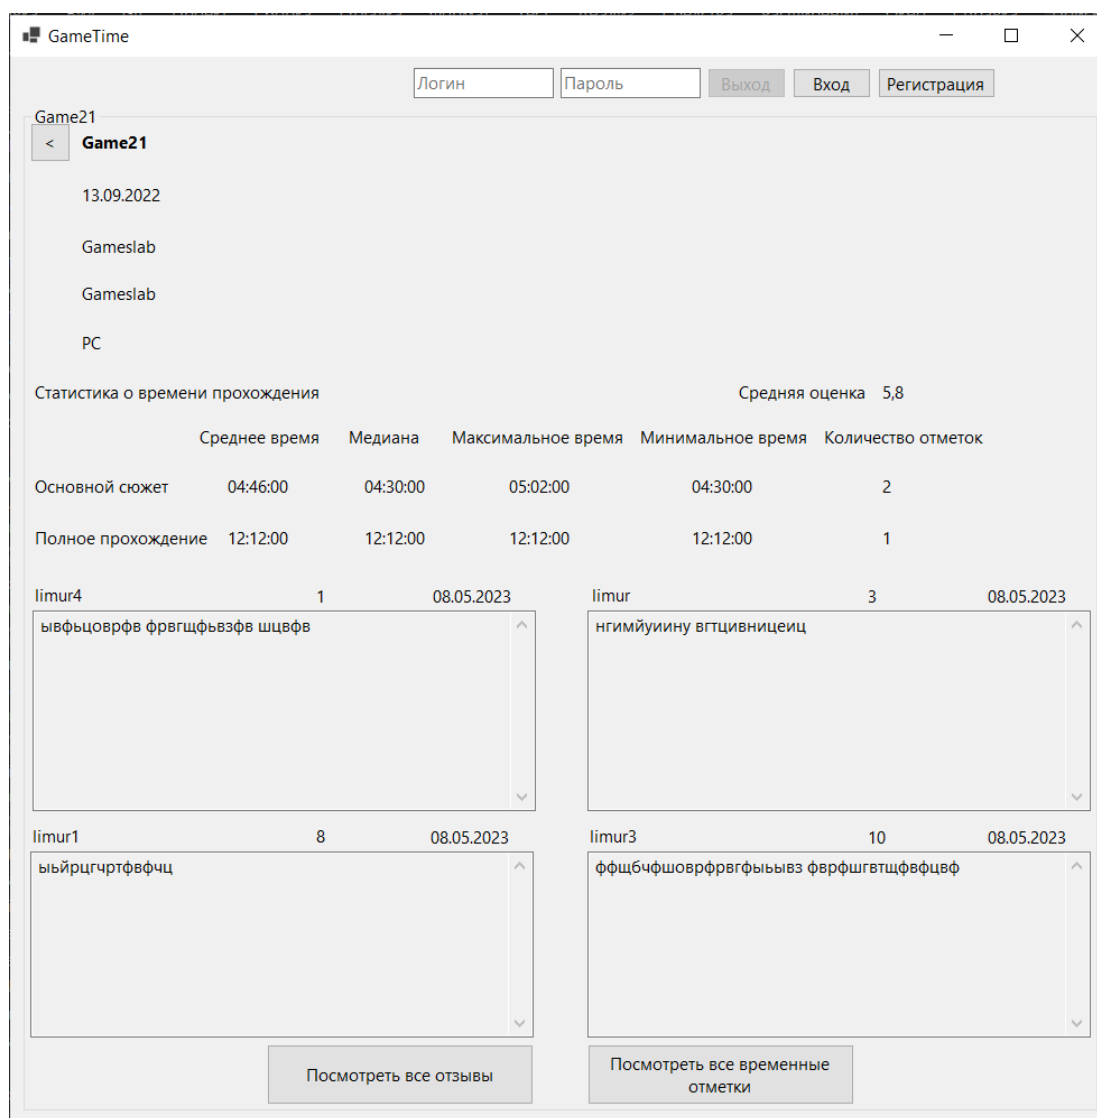 GameTime
Логин Пароль Выход Вход Регистрация
Game21
< Game21
13.09.2022
Gameslab
Gameslab
PC
Статистика о времени прохождения Средняя оценка 5,8
Среднее время Медиана Максимальное время Минимальное время Количество отметок
Основной сюжет 04:46:00 04:30:00 05:02:00 04:30:00 2
Полное прохождение 12:12:00 12:12:00 12:12:00 12:12:00 1
limur4 1 08.05.2023 limur 3 08.05.2023
ывфьцоврфв фрвгщфьвзфв шцвфв нгимйуиину вгтцивницеиц
limur1 8 08.05.2023 limur3 10 08.05.2023
ыьйрцгчртфвфчц ффщбчфшоврфрвгфыьывз фврфшгвтщфвфцвф
Посмотреть все отзывы Посмотреть все временные
отметки